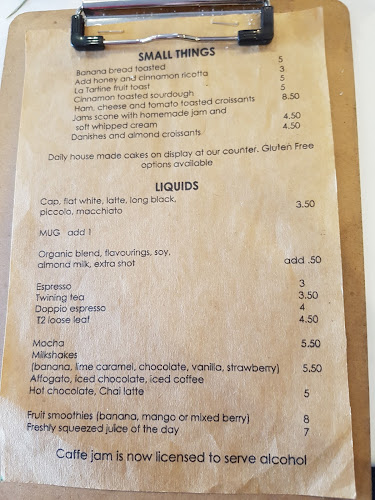 SMALL THINGS
Banana bread toasted 5
Add honey and cinnamon ricotta 3
La Tartine fruit toast 5
Cinnamon toasted sourdough 5
Ham, cheese and tomato toasted croissants 8.50
Jams scone with homemade jam and
soft whipped cream 4.50
Danishes and almond croissants 4.50
Daily house made cakes on display at our counter. Gluten Free
options available
LIQUIDS
Cap, flat white, latte, long black,
piccolo, macchiato 3.50
MUG add 1
Organic blend, flavourings, soy,
almond milk, extra shot add .50
Espresso 3
Twining tea 3.50
Doppio espresso 4
T2 loose leaf 4.50
Mocha 5.50
Milkshakes
(banana, lime caramel, chocolate, vanilla, strawberry) 5.50
Affogato, iced chocolate, iced coffee
Hot chocolate, Chai latte 5
Fruit smoothies (banana, mango or mixed berry) 8
Freshly squeezed juice of the day 7
Caffe jam is now licensed to serve alcohol